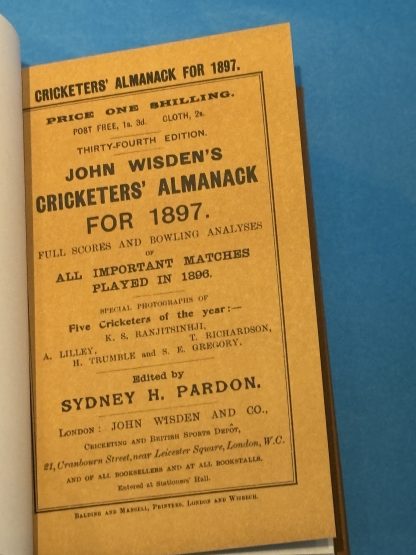 CRICKETERS' ALMANACK FOR 1897.
PRICE ONE SHILLING.
POST FREE, 1s. 3d. CLOTH, 2s.
THIRTY-FOURTH EDITION.
JOHN WISDEN'S
CRICKETERS' ALMANACK
FOR 1897.
FULL SCORES AND BOWLING ANALYSES
OF
ALL IMPORTANT MATCHES
PLAYED IN 1896.
SPECIAL PHOTOGRAPHS OF
Five Cricketers of the year:—
K. S. RANJITSINHJI,
A. LILLEY, T. RICHARDSON,
H. TRUMBLE and S. E. GREGORY.
Edited by
SYDNEY H. PARDON.
LONDON: JOHN WISDEN AND CO.,
CRICKETING AND BRITISH SPORTS DEPÔT,
21, Cranbourn Street, near Leicester Square, London, W.C.
AND OF ALL BOOKSELLERS AND AT ALL BOOKSTALLS.
Entered at Stationers' Hall.
BALDING AND MANSELL, PRINTERS, LONDON AND WISBECH.